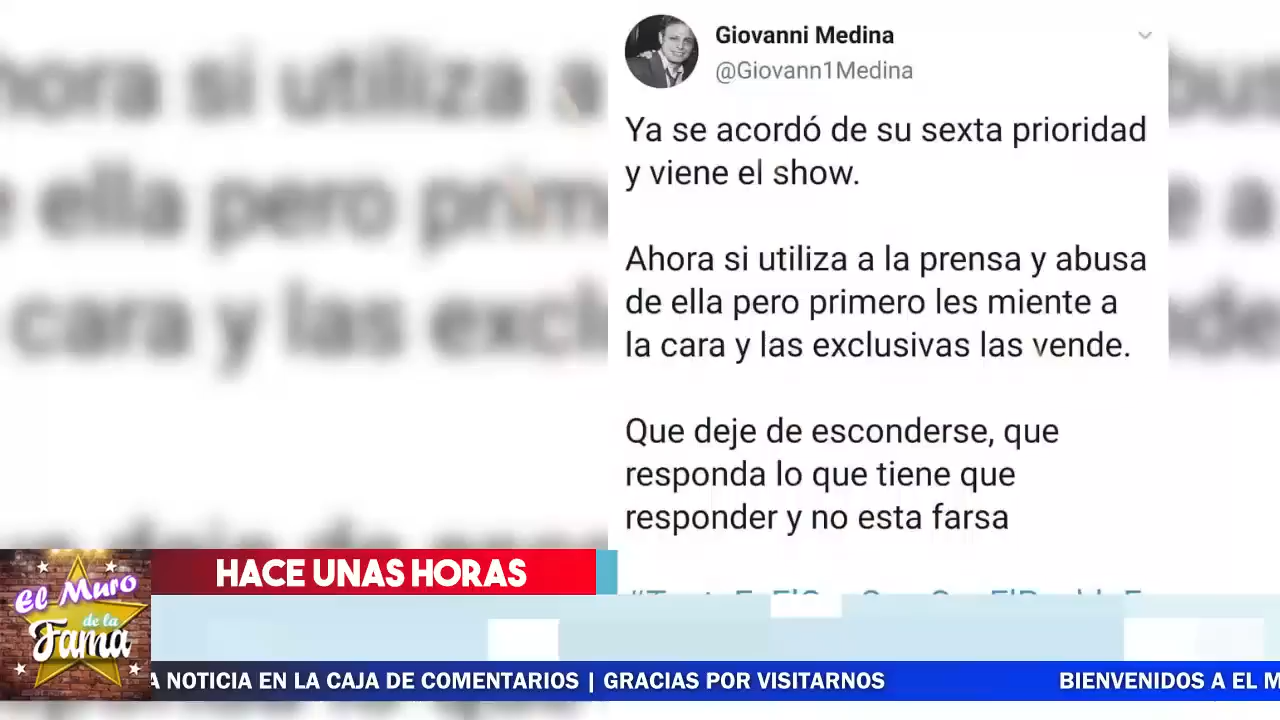 Giovanni Medina
@Giovann1Medina
Ya se acordó de su sexta prioridad
y viene el show.
Ahora si utiliza a la prensa y abusa
de ella pero primero les miente a
la cara y las exclusivas las vende.
Que deje de esconderse, que
responda lo que tiene que
responder y no esta farsa
HACE UNAS HORAS
El Muro
de la
Fama
A NOTICIA EN LA CAJA DE COMENTARIOS | GRACIAS POR VISITARNOS
BIENVENIDOS A EL M